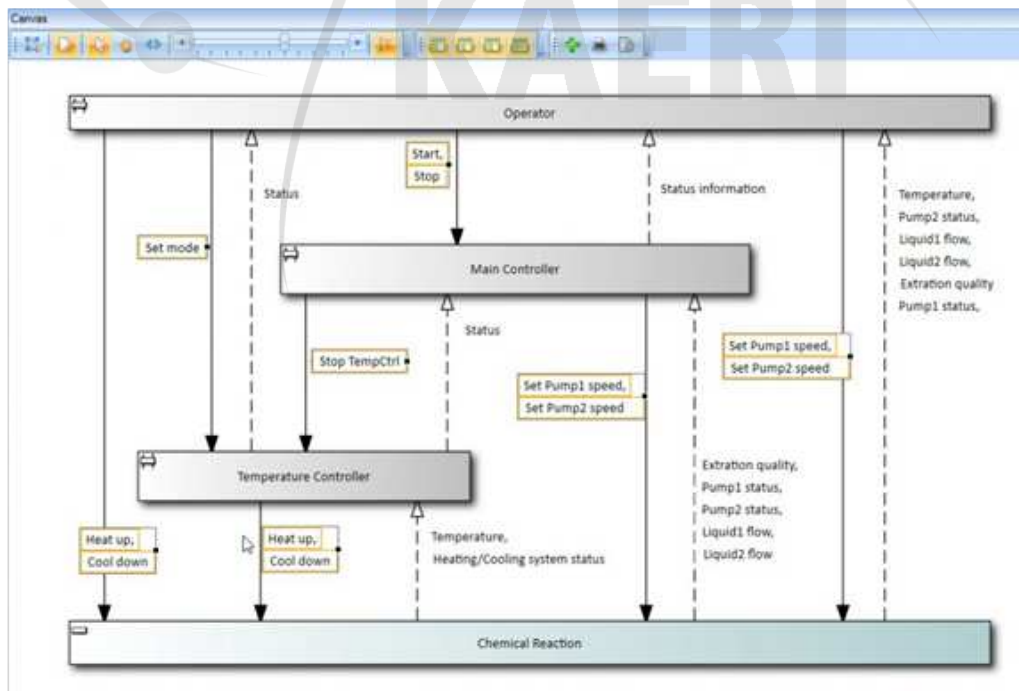 Canvas
KAERI
Operator
Start,
Stop
Status
Status information
Temperature,
Pump2 status,
Liquid1 flow,
Liquid2 flow,
Extration quality
Pump1 status,
Set mode
Main Controller
Status
Stop TempCtrl
Set Pump1 speed,
Set Pump2 speed
Set Pump1 speed,
Set Pump2 speed
Temperature Controller
Extration quality,
Pump1 status,
Pump2 status,
Liquid1 flow,
Liquid2 flow
Heat up,
Cool down
Heat up,
Cool down
Temperature,
Heating/Cooling system status
Chemical Reaction